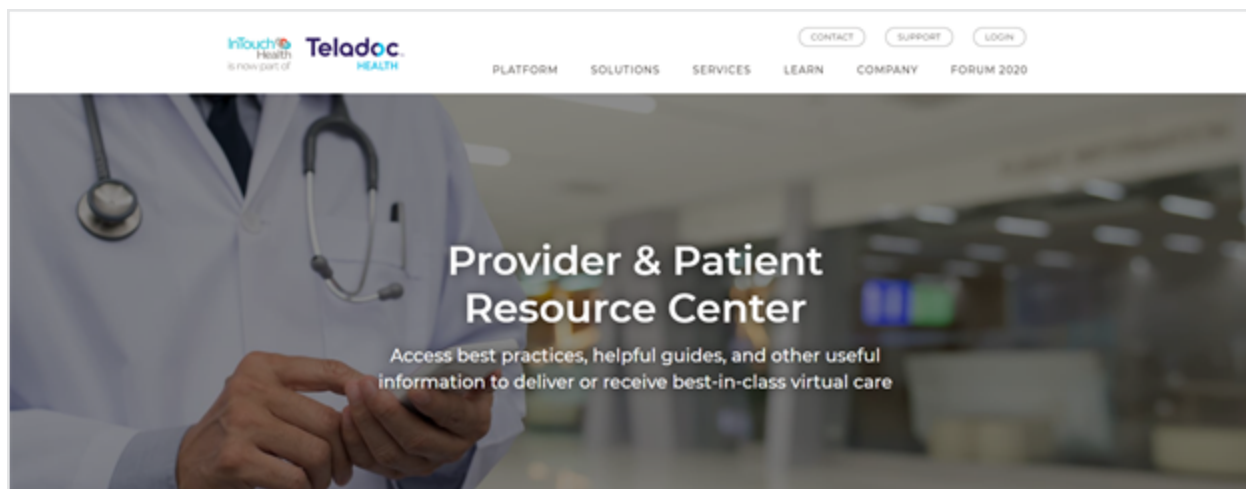 InTouch
Health
is now part of
Teladoc
HEALTH
CONTACT
SUPPORT
LOGIN
PLATFORM
SOLUTIONS
SERVICES
LEARN
COMPANY
FORUM 2020
Provider & Patient
Resource Center
Access best practices, helpful guides, and other useful
information to deliver or receive best-in-class virtual care